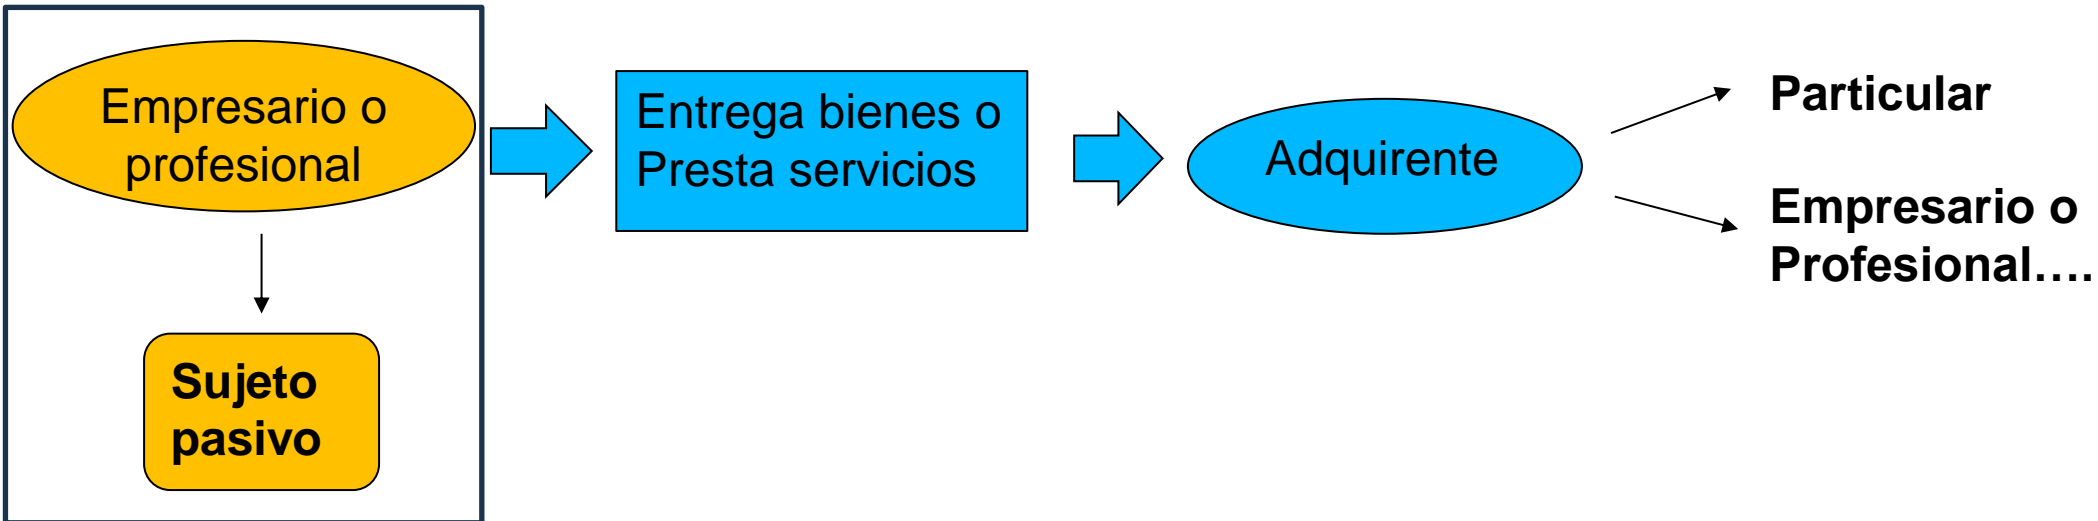 Empresario o
profesional
Sujeto
pasivo
Entrega bienes o
Presta servicios
Adquirente
Particular
Empresario o
Profesional....